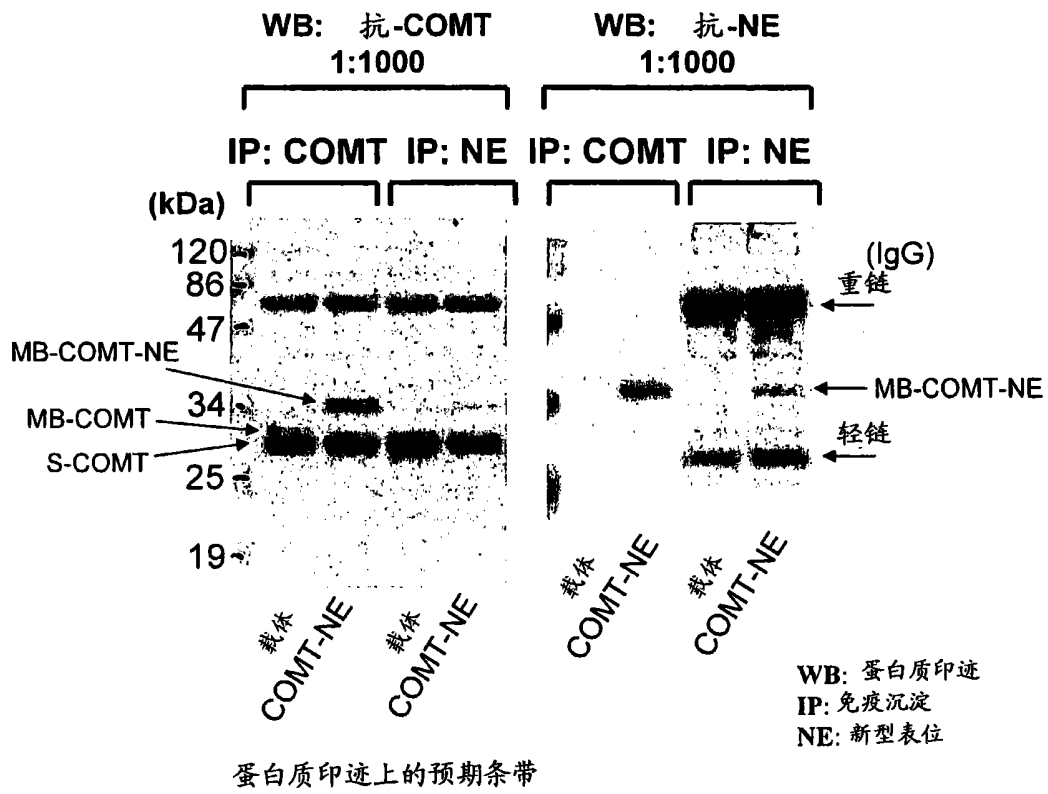 WB: 抗-COMT
1:1000
WB: 抗-NE
1:1000
IP: COMT
IP: NE
IP: COMT
IP: NE
(kDa)
120
86
47
34
25
19
MB-COMT-NE
MB-COMT
S-COMT
(IgG)
重链
MB-COMT-NE
轻链
载体
COMT-NE
载体
COMT-NE
载体
COMT-NE
载体
COMT-NE
WB: 蛋白质印迹
IP: 免疫沉淀
NE: 新型表位
蛋白质印迹上的预期条带